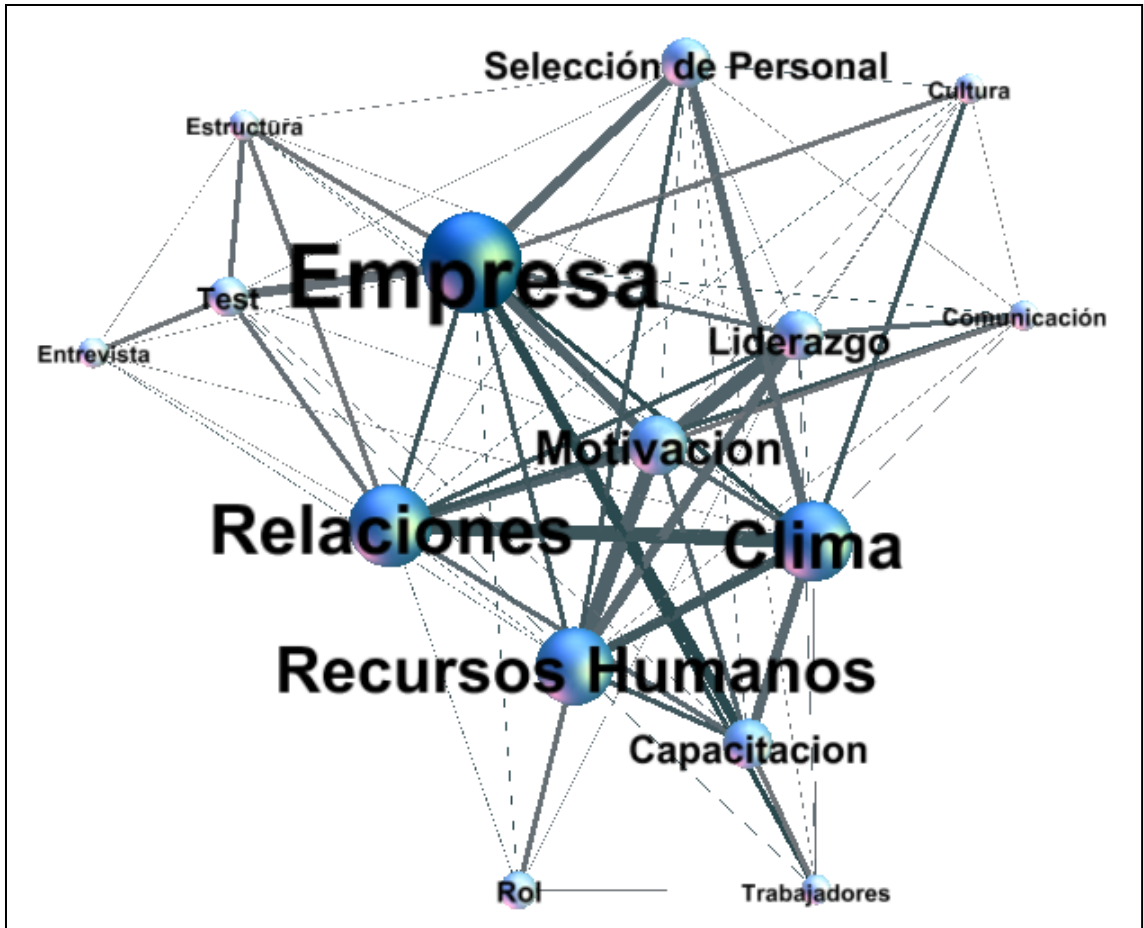 Selección de Personal
Cultura
Estructura
Empresa
Test
Comunicación
Liderazgo
Entrevista
Motivacion
Relaciones
Clima
Recursos Humanos
Capacitacion
Rol
Trabajadores